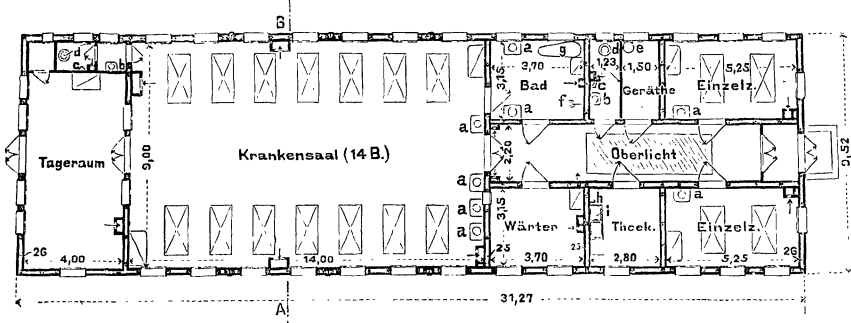 B
d
c
b
a
g
d
e
3,70
1,23
1,50
5,25
3,15
Bad
c
Geräthe
Einzelz.
f
b
a
a
a
9,00
2,20
Tageraum
Krankensaal (14 B.)
Oberlicht
9,52
a
a
a
3,15
h
i
a
Wärter
Theek.
Einzelz.
26
4,00
14,00
25
3,70
25
2,80
5,25
26
31,27
A